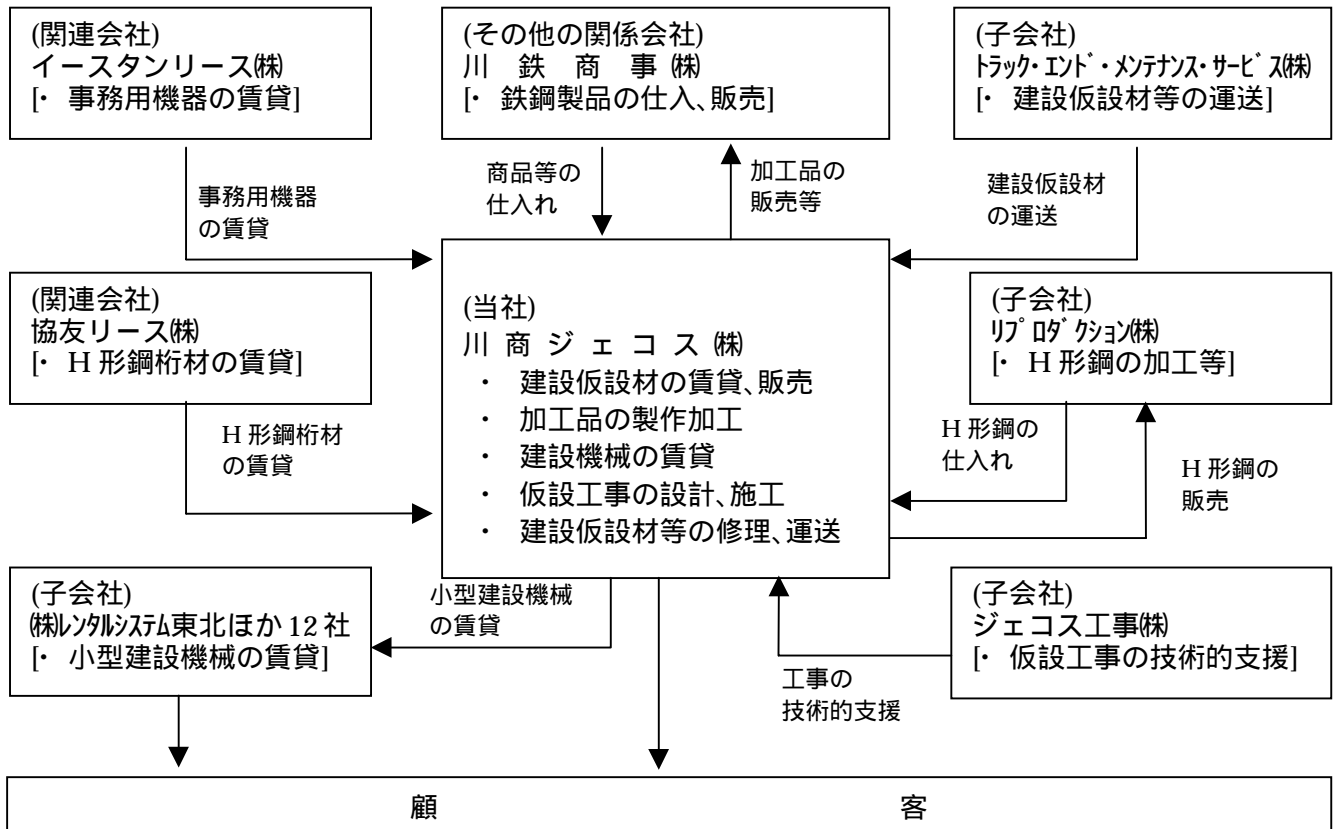 (関連会社)
イースタンリース㈱
[・ 事務用機器の賃貸]
(その他の関係会社)
川 鉄 商 事 ㈱
[・ 鉄鋼製品の仕入、販売]
(子会社)
トラック・エンド・メンテナンス・サービス㈱
[・ 建設仮設材等の運送]
事務用機器
の賃貸
商品等の
仕入れ
加工品の
販売等
建設仮設材
の運送
(関連会社)
協友リース㈱
[・ H 形鋼桁材の賃貸]
(当社)
川 商 ジ ェ コ ス ㈱
・ 建設仮設材の賃貸、販売
・ 加工品の製作加工
・ 建設機械の賃貸
・ 仮設工事の設計、施工
・ 建設仮設材等の修理、運送
(子会社)
リプロダクション㈱
[・ H 形鋼の加工等]
H 形鋼桁材
の賃貸
H 形鋼の
仕入れ
H 形鋼の
販売
(子会社)
㈱レンタルシステム東北ほか 12 社
[・ 小型建設機械の賃貸]
小型建設機械
の賃貸
工事の
技術的支援
(子会社)
ジェコス工事㈱
[・ 仮設工事の技術的支援]
顧 客